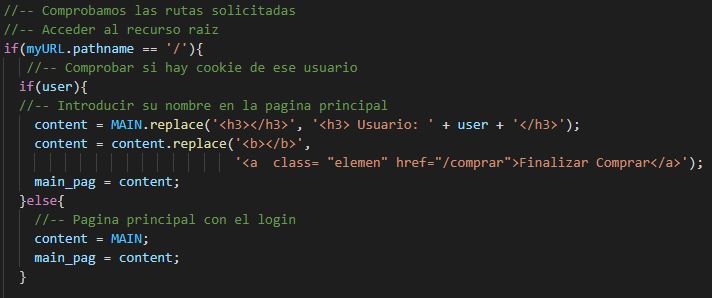 //-- Comprobamos las rutas solicitadas
//-- Acceder al recurso raiz
if(myURL.pathname == '/'){
//-- Comprobar si hay cookie de ese usuario
if(user){
//-- Introducir su nombre en la pagina principal
content = MAIN.replace('<h3></h3>', '<h3> Usuario: ' + user + '</h3>');
content = content.replace('<b></b>',
'<a  class= "elemen" href="/comprar">Finalizar Comprar</a>');
main_pag = content;
}else{
//-- Pagina principal con el login
content = MAIN;
main_pag = content;
}